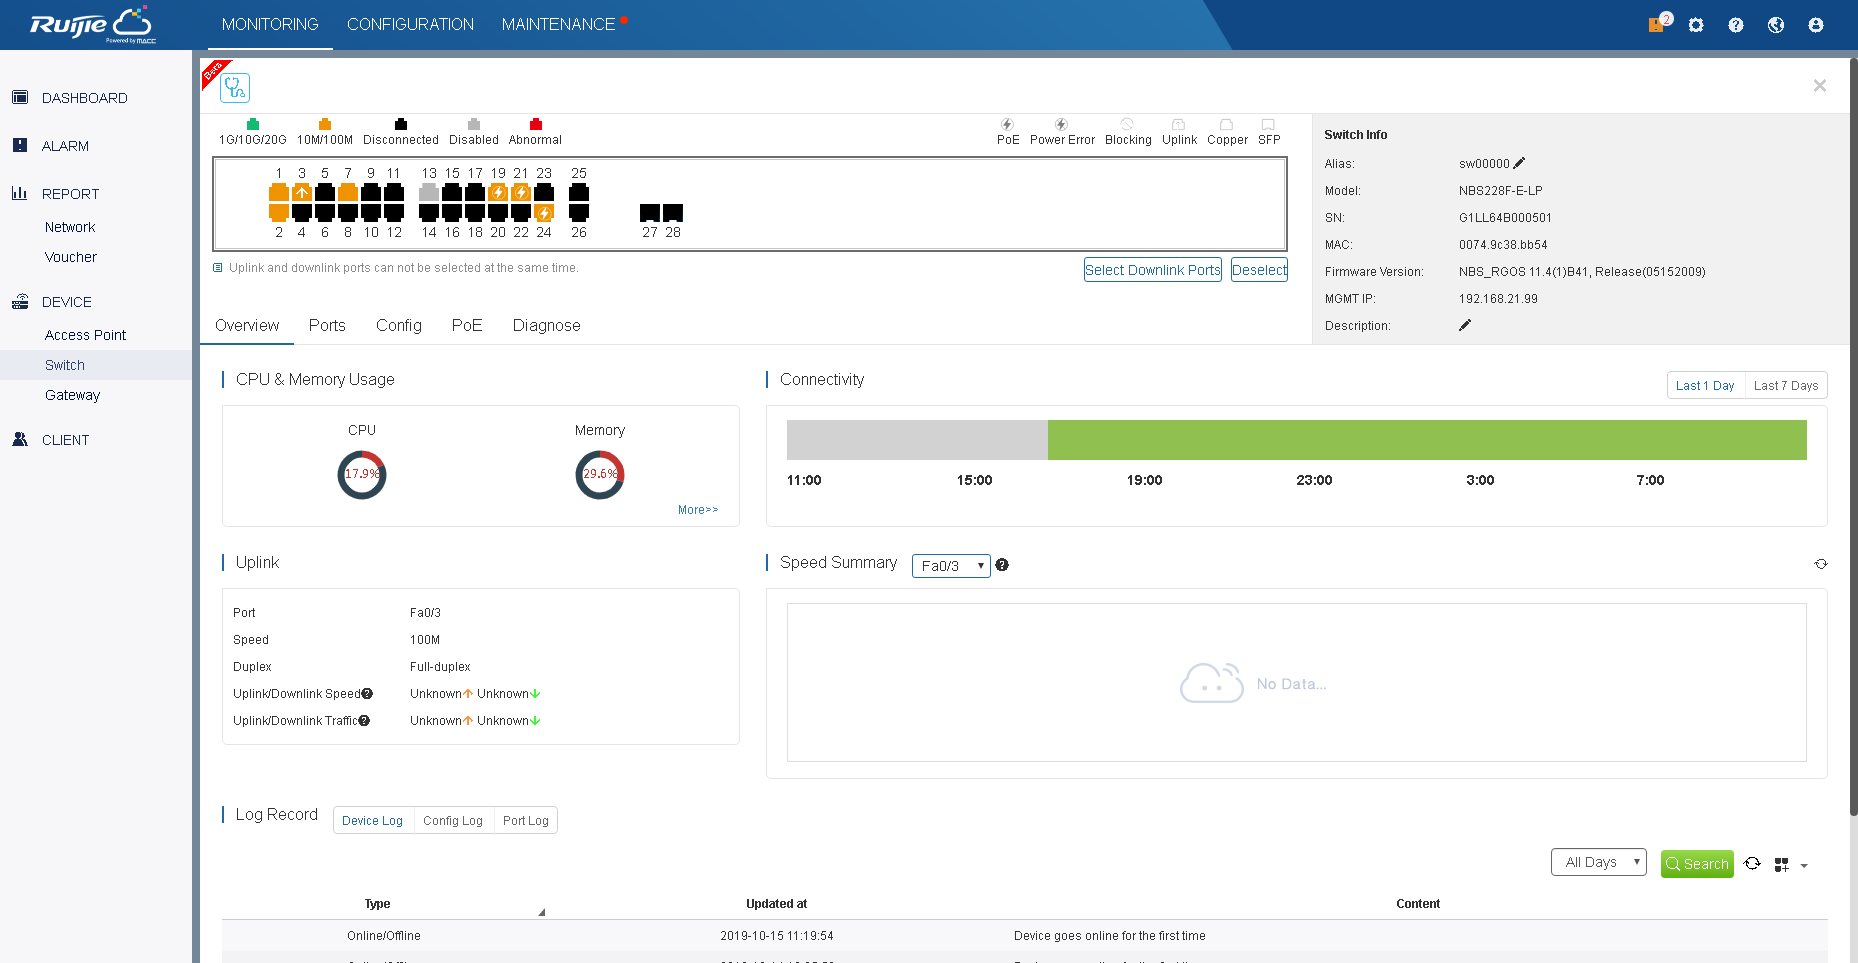 Ruijie
Powered by MACC
MONITORING CONFIGURATION MAINTENANCE
2
DASHBOARD
ALARM
REPORT
Network
Voucher
DEVICE
Access Point
Switch
Gateway
CLIENT
Beta
1G/10G/20G 10M/100M Disconnected Disabled Abnormal
PoE Power Error Blocking Uplink Copper SFP
1 3 5 7 9 11 13 15 17 19 21 23 25
2 4 6 8 10 12 14 16 18 20 22 24 26 27 28
Uplink and downlink ports can not be selected at the same time.
Select Downlink Ports Deselect
Switch Info
Alias: sw00000
Model: NBS228F-E-LP
SN: G1LL64B000501
MAC: 0074.9c38.bb54
Firmware Version: NBS_RGOS 11.4(1)B41, Release(05152009)
MGMT IP: 192.168.21.99
Description:
Overview Ports Config PoE Diagnose
CPU & Memory Usage
CPU Memory
17.9% 29.6%
More>>
Connectivity
Last 1 Day Last 7 Days
11:00 15:00 19:00 23:00 3:00 7:00
Uplink
Port Fa0/3
Speed 100M
Duplex Full-duplex
Uplink/Downlink Speed Unknown Unknown
Uplink/Downlink Traffic Unknown Unknown
Speed Summary Fa0/3
No Data...
Log Record Device Log Config Log Port Log
All Days Search
Type Updated at Content
Online/Offline 2019-10-15 11:19:54 Device goes online for the first time